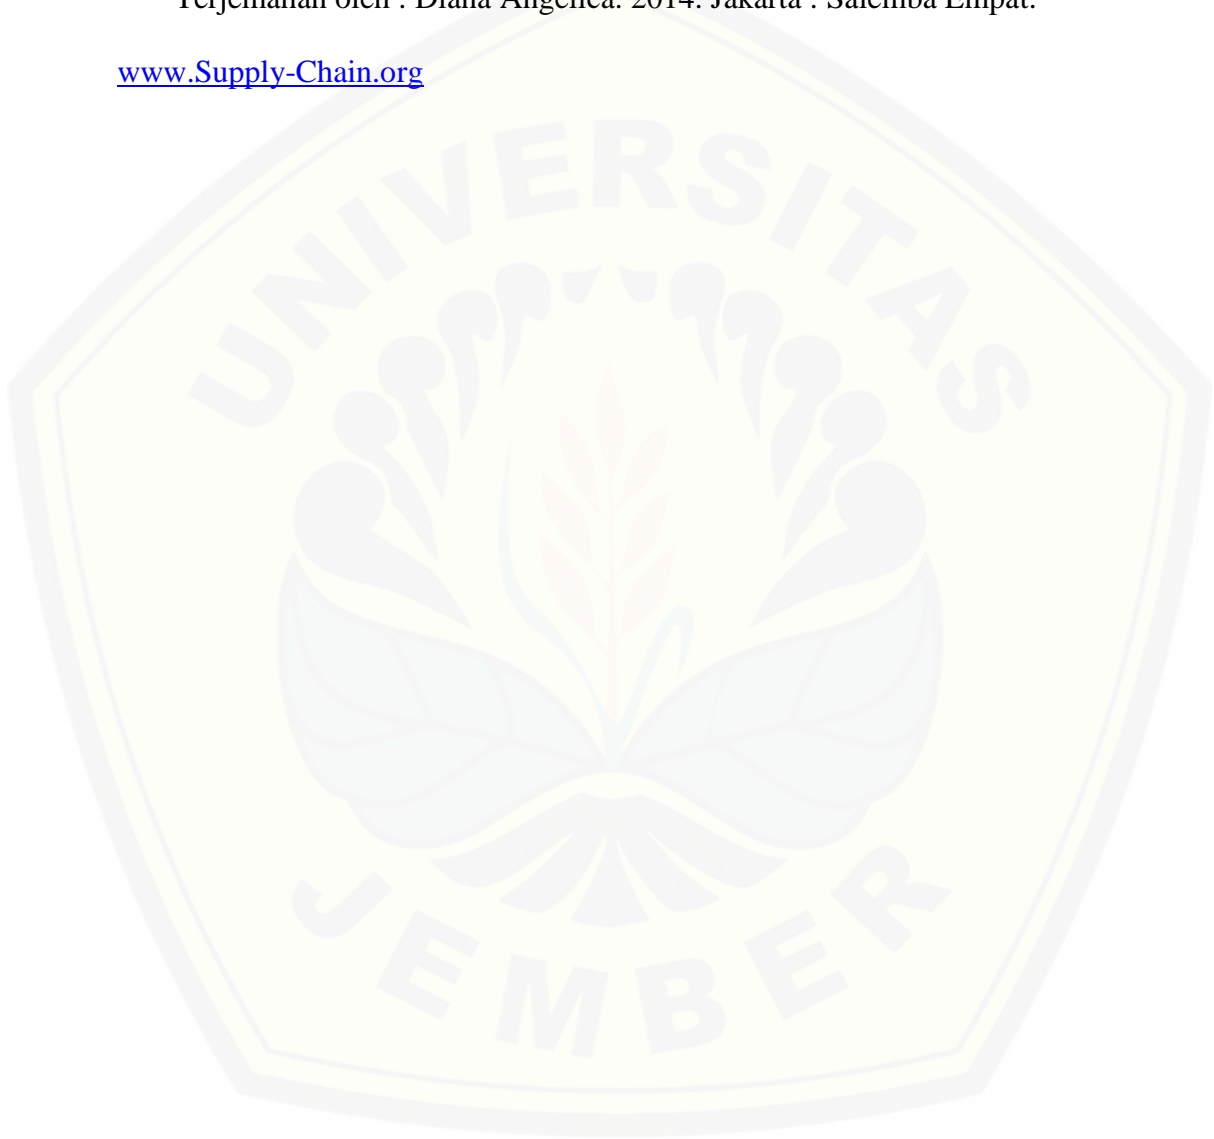 Terjemahan oleh : Diana Angelica. 2014. Jakarta : Salemba Empat.
www.Supply-Chain.org
UNIVERSITAS
JEMBER